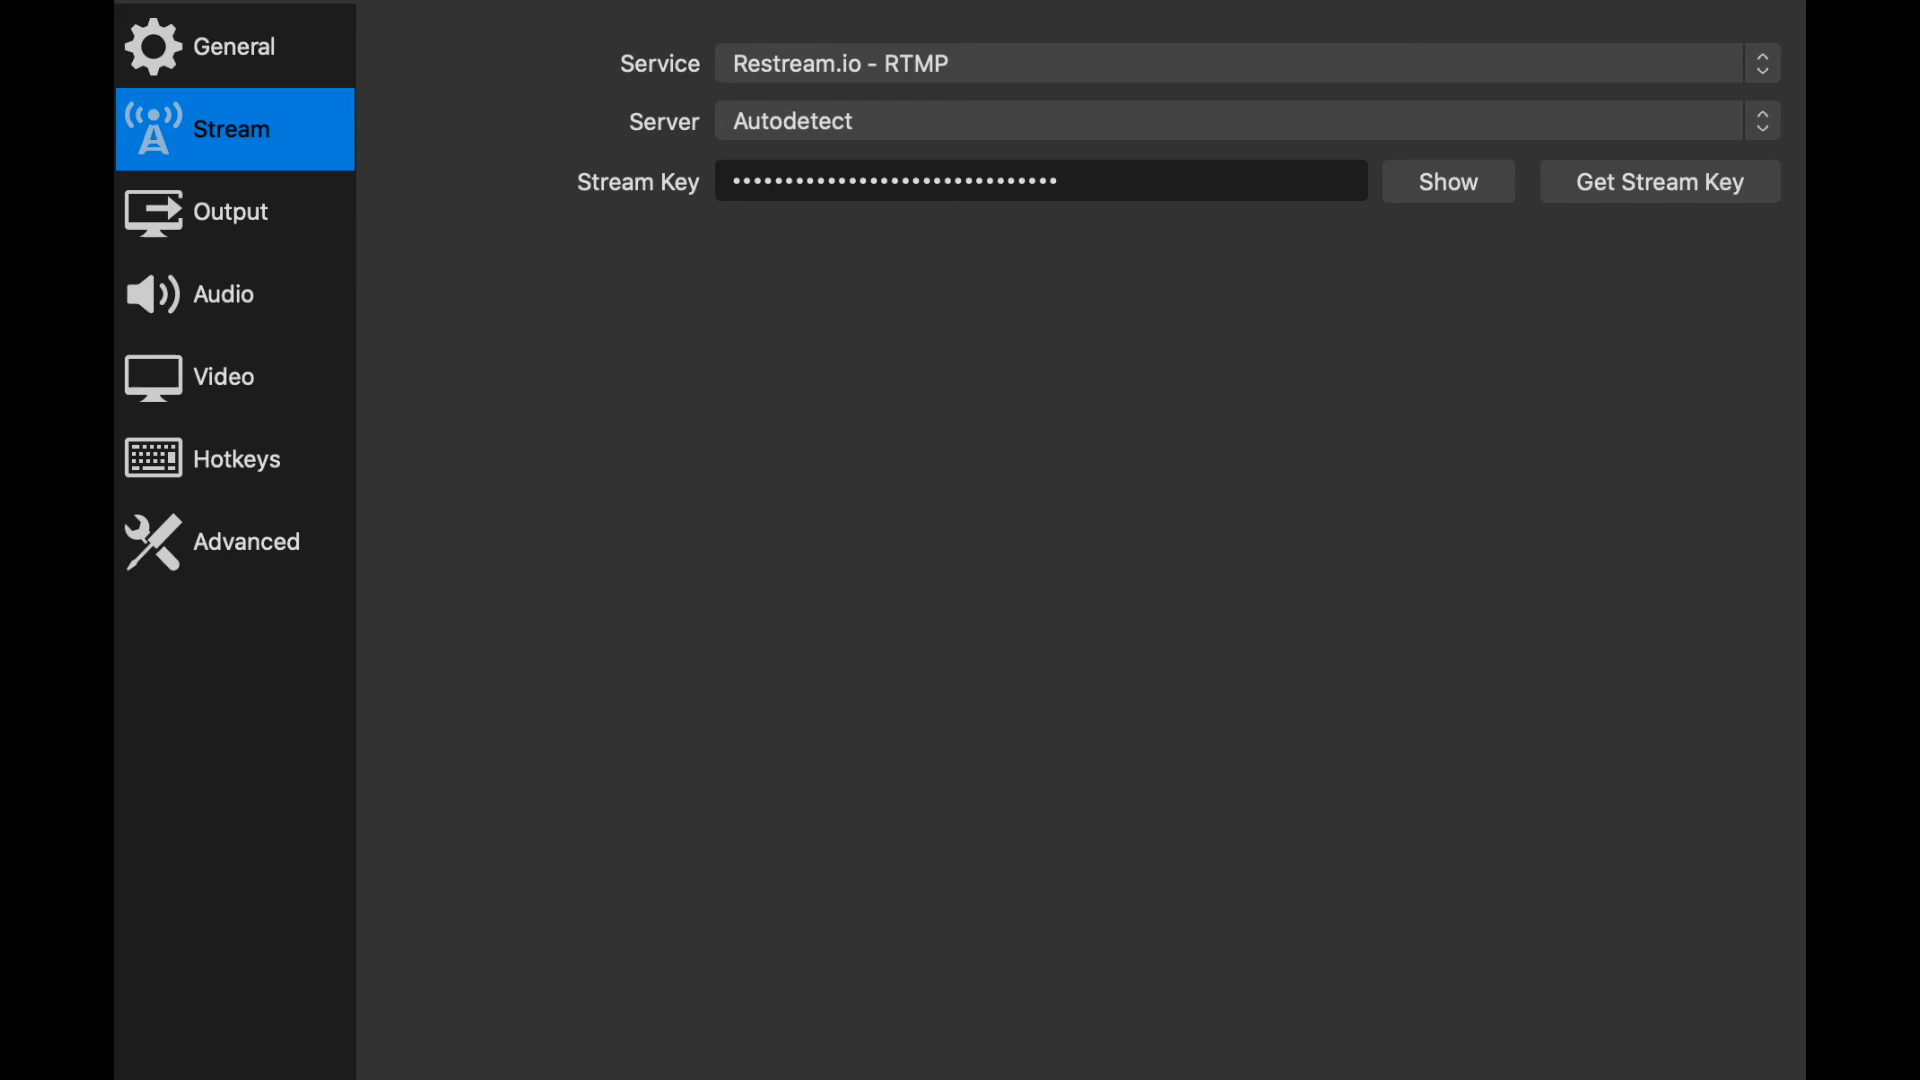 General
Stream
Output
Audio
Video
Hotkeys
Advanced
Service Restream.io - RTMP
Server Autodetect
Stream Key •••••••••••••••••••••••••••••••  Show Get Stream Key